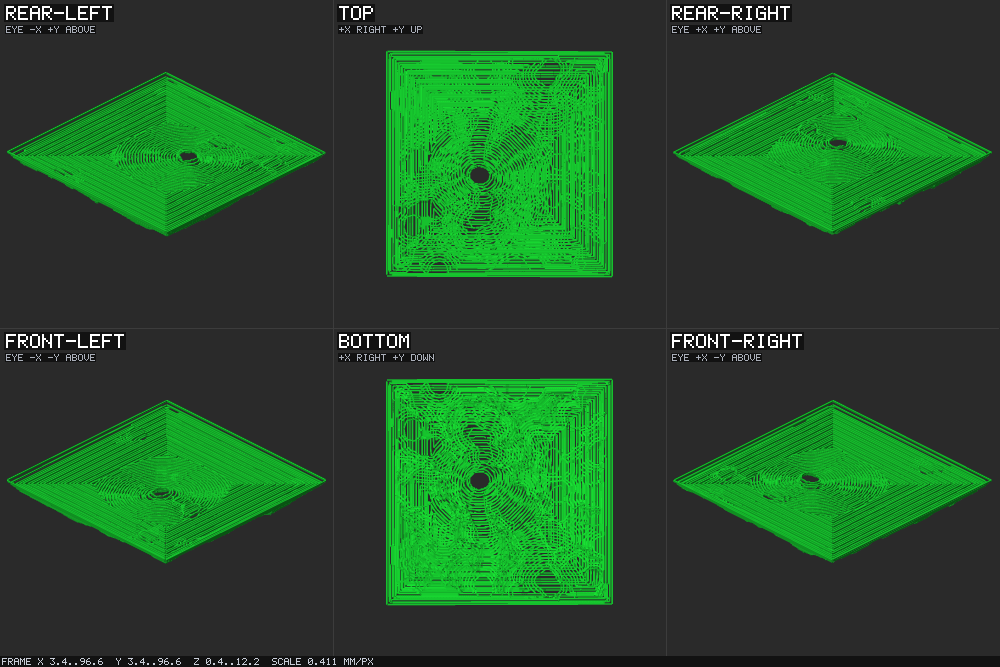 REAR-LEFT
EYE -X +Y ABOVE
TOP
+X RIGHT +Y UP
REAR-RIGHT
EYE +X +Y ABOVE
FRONT-LEFT
EYE -X -Y ABOVE
BOTTOM
+X RIGHT +Y DOWN
FRONT-RIGHT
EYE +X -Y ABOVE
FRAME X 3.4..96.6 Y 3.4..96.6 Z 0.4..12.2 SCALE 0.411 MM/PX